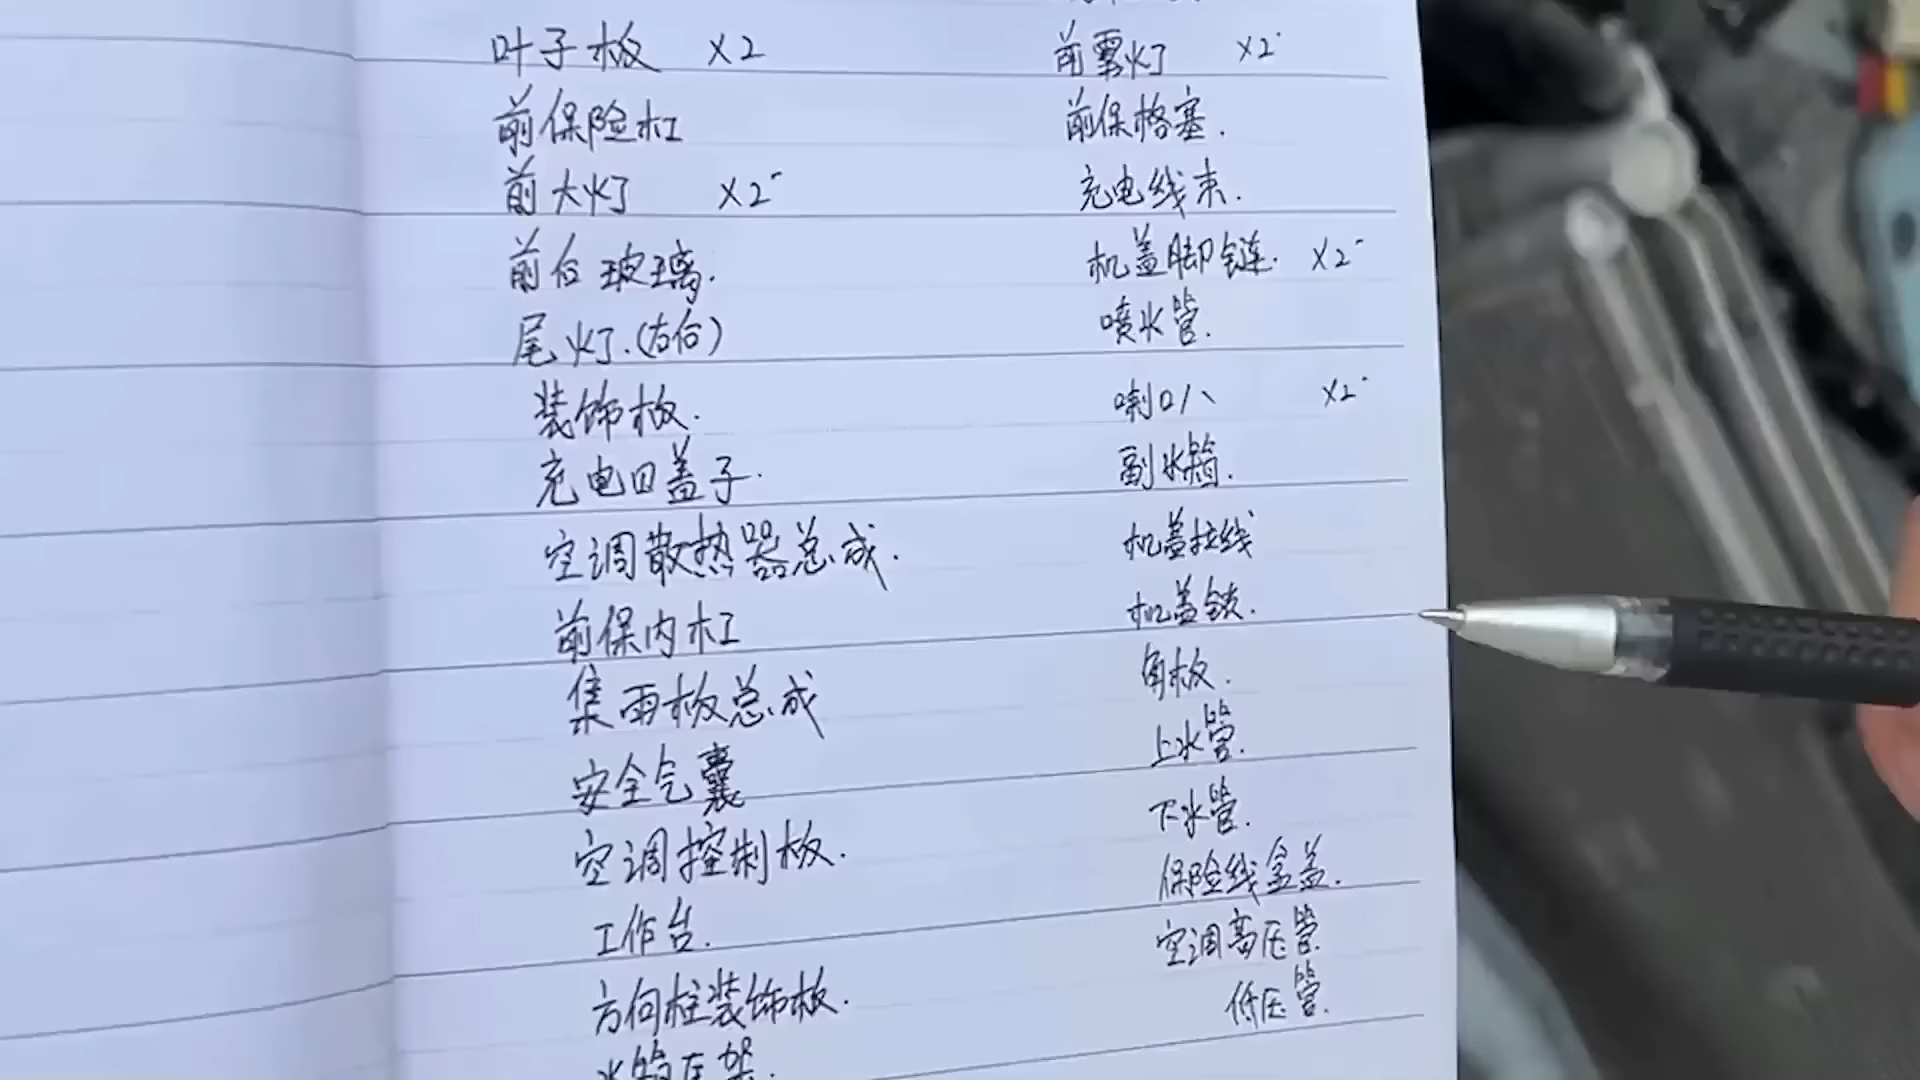 叶子板 X2
前保险杠
前大灯 X2
前台玻璃.
尾灯.(右后)
装饰板.
充电口盖子.
空调散热器总成.
前保内杠
集雨板总成
安全气囊
空调控制板.
工作台.
方向柱装饰板.
前雾灯 X2
前保格塞.
充电线束.
机盖脚链. X2
喷水管.
喇叭 X2
副水箱.
机盖拉线
机盖锁.
角板.
上水管.
下水管.
保险线盒盖.
空调高压管.
低压管.